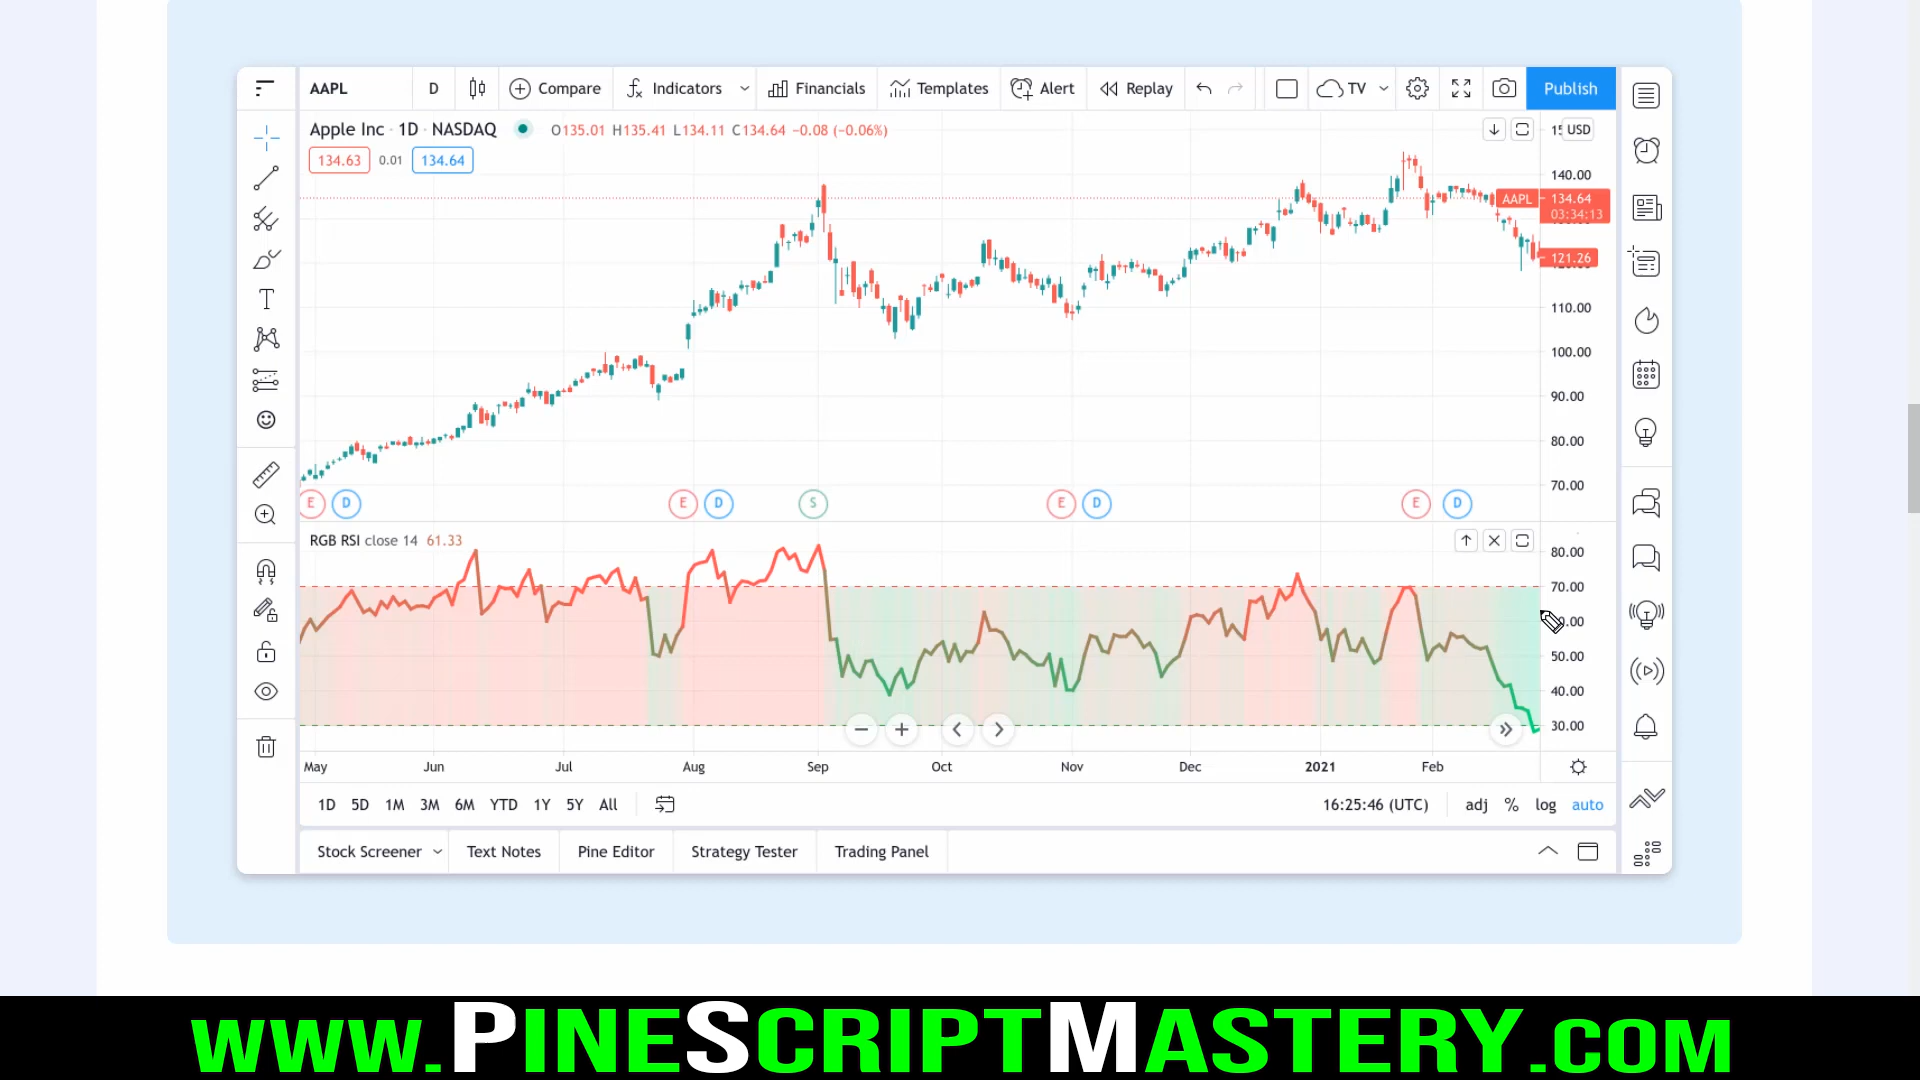 AAPL D Compare Indicators Financials Templates Alert Replay TV Publish
Apple Inc · 1D · NASDAQ O135.01 H135.41 L134.11 C134.64 −0.08 (−0.06%) USD
134.63 0.01 134.64
140.00
AAPL 134.64
03:34:13
121.26
110.00
100.00
90.00
80.00
70.00
E D E D S E D E D
RGB RSI close 14 61.33
80.00
70.00
50.00
40.00
30.00
May Jun Jul Aug Sep Oct Nov Dec 2021 Feb
1D 5D 1M 3M 6M YTD 1Y 5Y All 16:25:46 (UTC) adj % log auto
Stock Screener Text Notes Pine Editor Strategy Tester Trading Panel
www.PineScriptMastery.com